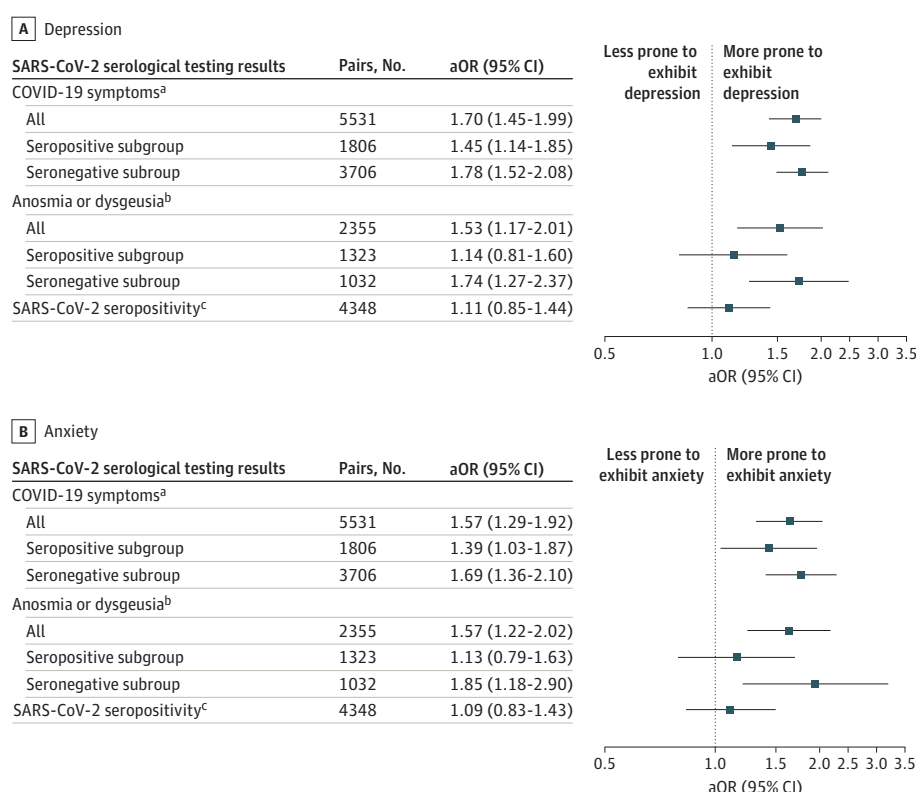 A Depression
SARS-CoV-2 serological testing results Pairs, No. aOR (95% CI)
Less prone to exhibit depression
More prone to exhibit depression
COVID-19 symptomsa
All 5531 1.70 (1.45-1.99)
Seropositive subgroup 1806 1.45 (1.14-1.85)
Seronegative subroup 3706 1.78 (1.52-2.08)
Anosmia or dysgeusiab
All 2355 1.53 (1.17-2.01)
Seropositive subgroup 1323 1.14 (0.81-1.60)
Seronegative subroup 1032 1.74 (1.27-2.37)
SARS-CoV-2 seropositivityc 4348 1.11 (0.85-1.44)
0.5 1.0 1.5 2.0 2.5 3.0 3.5
aOR (95% CI)
B Anxiety
SARS-CoV-2 serological testing results Pairs, No. aOR (95% CI)
Less prone to exhibit anxiety
More prone to exhibit anxiety
COVID-19 symptomsa
All 5531 1.57 (1.29-1.92)
Seropositive subgroup 1806 1.39 (1.03-1.87)
Seronegative subroup 3706 1.69 (1.36-2.10)
Anosmia or dysgeusiab
All 2355 1.57 (1.22-2.02)
Seropositive subgroup 1323 1.13 (0.79-1.63)
Seronegative subroup 1032 1.85 (1.18-2.90)
SARS-CoV-2 seropositivityc 4348 1.09 (0.83-1.43)
0.5 1.0 1.5 2.0 2.5 3.0 3.5
aOR (95% CI)